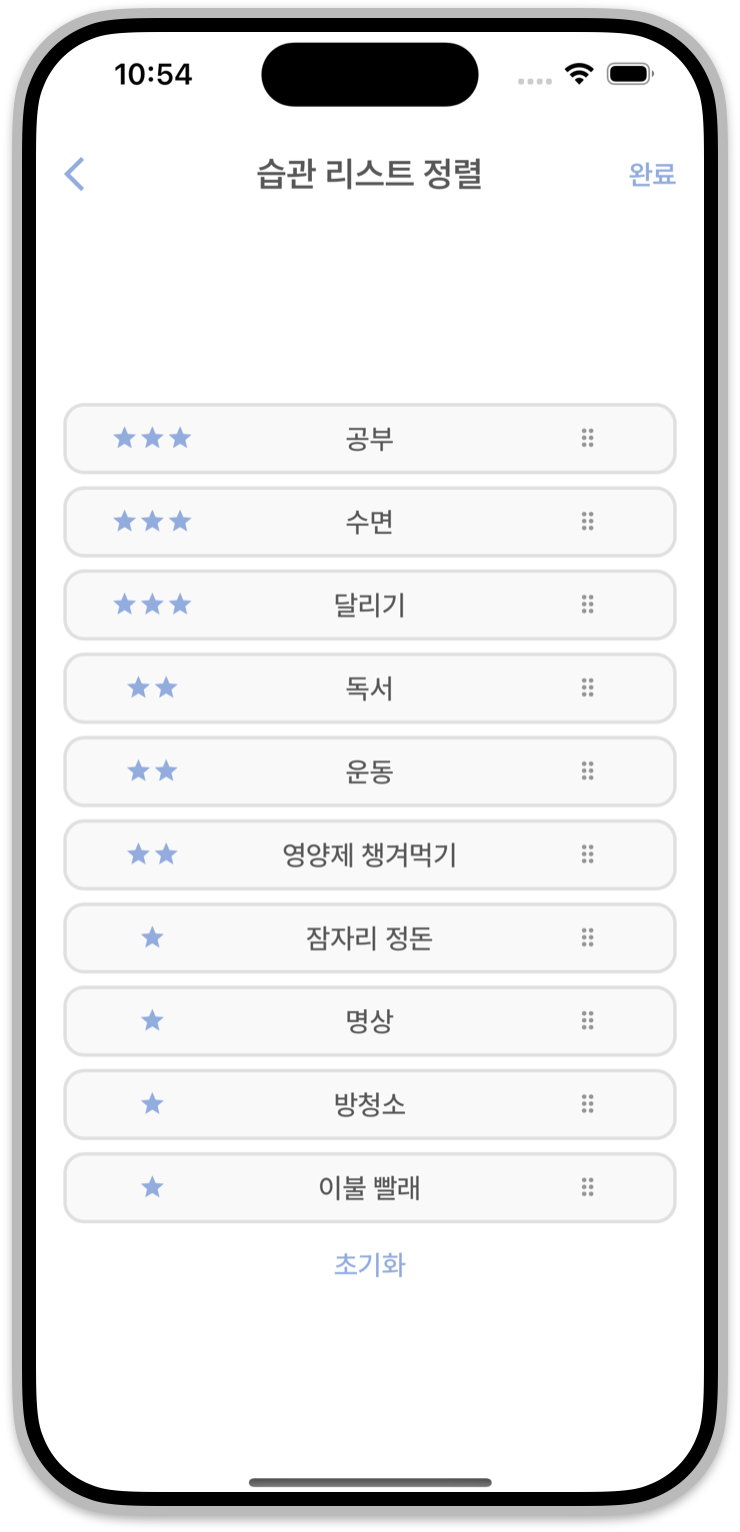 10:54
습관 리스트 정렬 완료
★★★ 공부
★★★ 수면
★★★ 달리기
★★ 독서
★★ 운동
★★ 영양제 챙겨먹기
★ 잠자리 정돈
★ 명상
★ 방청소
★ 이불 빨래
초기화